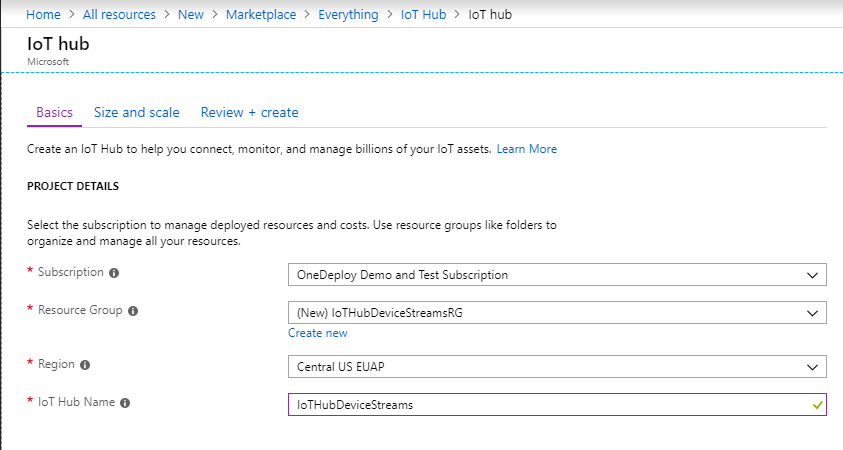 Home > All resources > New > Marketplace > Everything > IoT Hub > IoT hub
IoT hub
Microsoft
Basics Size and scale Review + create
Create an IoT Hub to help you connect, monitor, and manage billions of your IoT assets. Learn More
PROJECT DETAILS
Select the subscription to manage deployed resources and costs. Use resource groups like folders to
organize and manage all your resources.
* Subscription OneDeploy Demo and Test Subscription
* Resource Group (New) IoTHubDeviceStreamsRG
Create new
* Region Central US EUAP
* IoT Hub Name IoTHubDeviceStreams